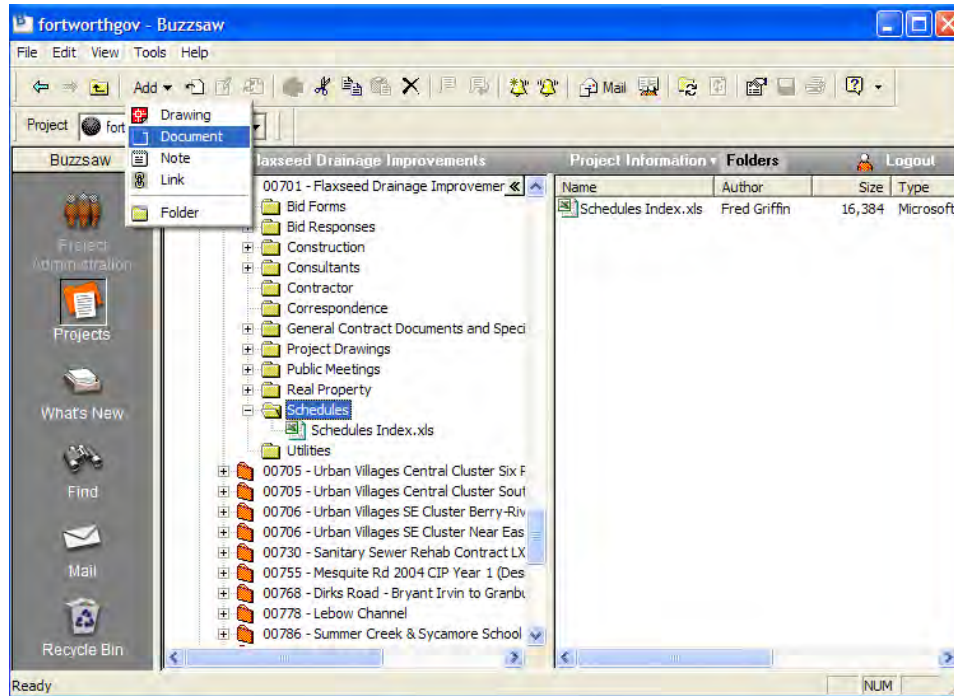 fortworthgov - Buzzsaw
File Edit View Tools Help
Add Mail
Project fort
Drawing
Document
Note
Link
Folder
Buzzsaw
laxseed Drainage Improvements
Project Information Folders Logout
Project Administration
Projects
What's New
Find
Mail
Recycle Bin
00701 - Flaxseed Drainage Improvemer
Bid Forms
Bid Responses
Construction
Consultants
Contractor
Correspondence
General Contract Documents and Speci
Project Drawings
Public Meetings
Real Property
Schedules
Schedules Index.xls
Utilities
00705 - Urban Villages Central Cluster Six F
00705 - Urban Villages Central Cluster Sout
00706 - Urban Villages SE Cluster Berry-Riv
00706 - Urban Villages SE Cluster Near Eas
00730 - Sanitary Sewer Rehab Contract LX
00755 - Mesquite Rd 2004 CIP Year 1 (Des
00768 - Dirks Road - Bryant Irvin to Granbu
00778 - Lebow Channel
00786 - Summer Creek & Sycamore School
Name Author Size Type
Schedules Index.xls Fred Griffin 16,384 Microsoft
Ready NUM